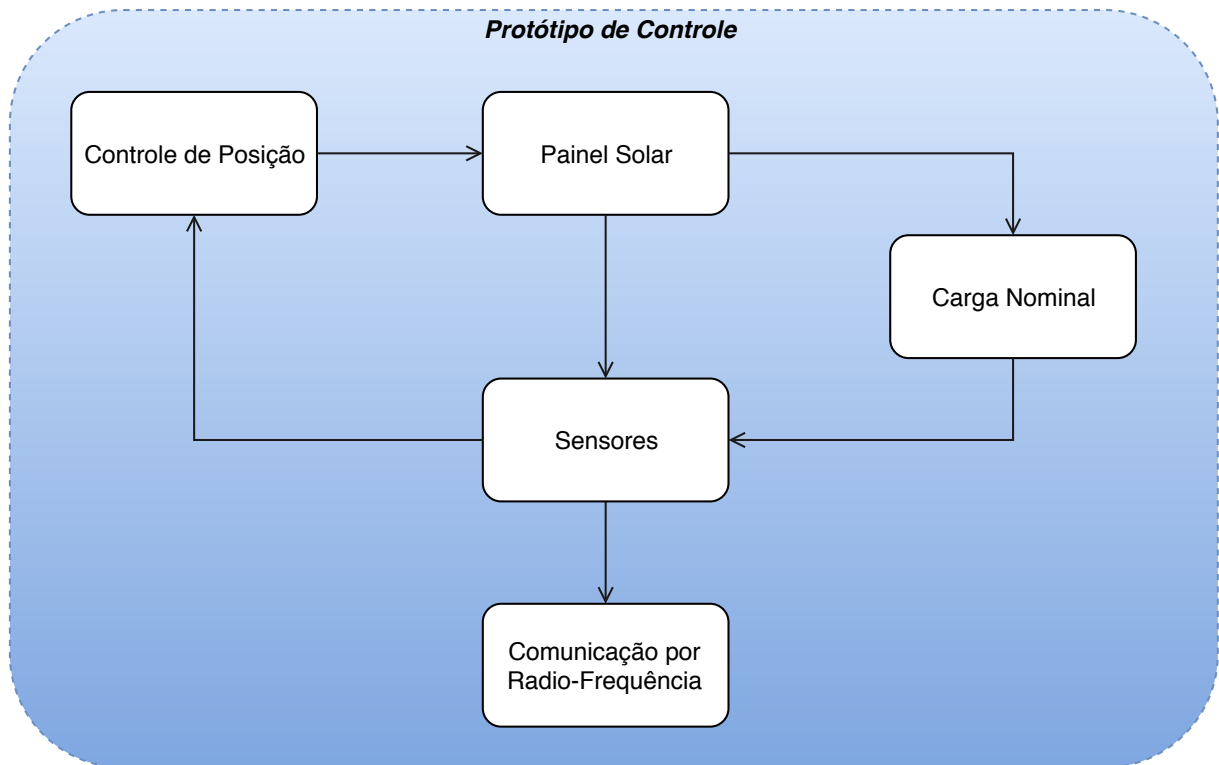 Protótipo de Controle
Controle de Posição
Painel Solar
Carga Nominal
Sensores
Comunicação por
Radio-Frequência